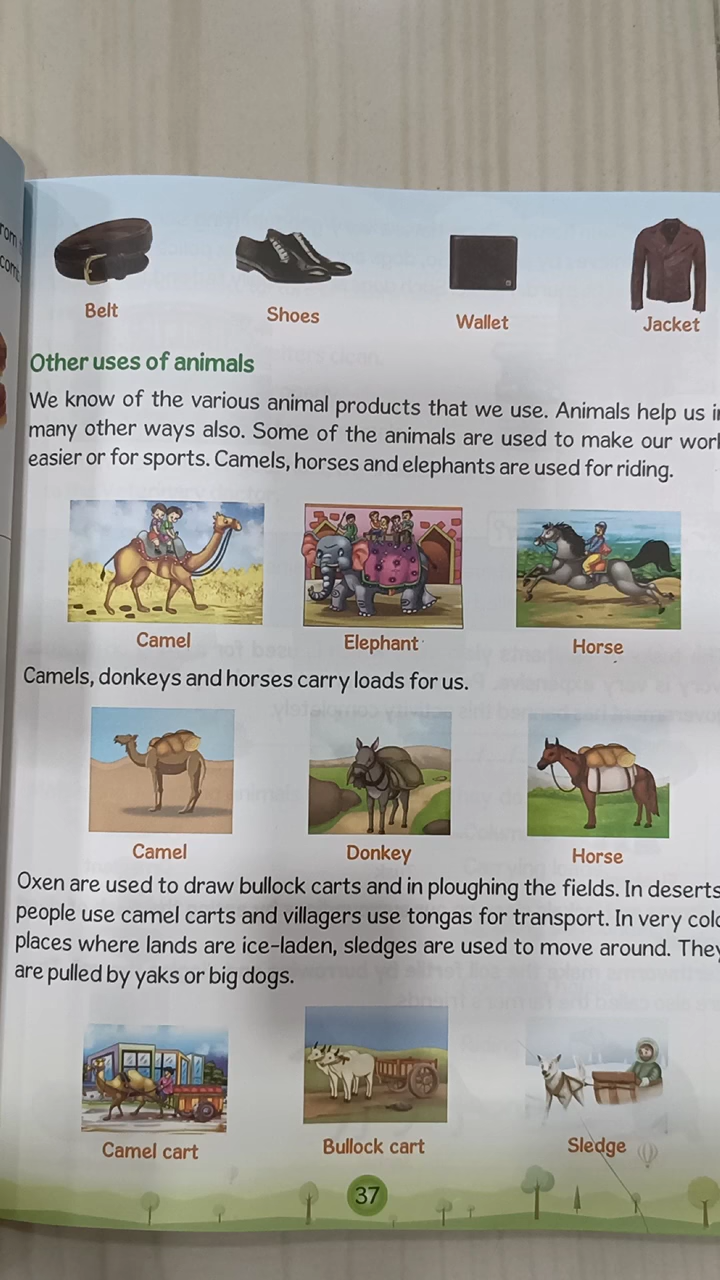 rom
com
Belt
Shoes
Wallet
Jacket
Other uses of animals
We know of the various animal products that we use. Animals help us in
many other ways also. Some of the animals are used to make our work
easier or for sports. Camels, horses and elephants are used for riding.
Camel
Elephant
Horse
Camels, donkeys and horses carry loads for us.
Camel
Donkey
Horse
Oxen are used to draw bullock carts and in ploughing the fields. In deserts
people use camel carts and villagers use tongas for transport. In very cold
places where lands are ice-laden, sledges are used to move around. They
are pulled by yaks or big dogs.
Camel cart
Bullock cart
Sledge
37